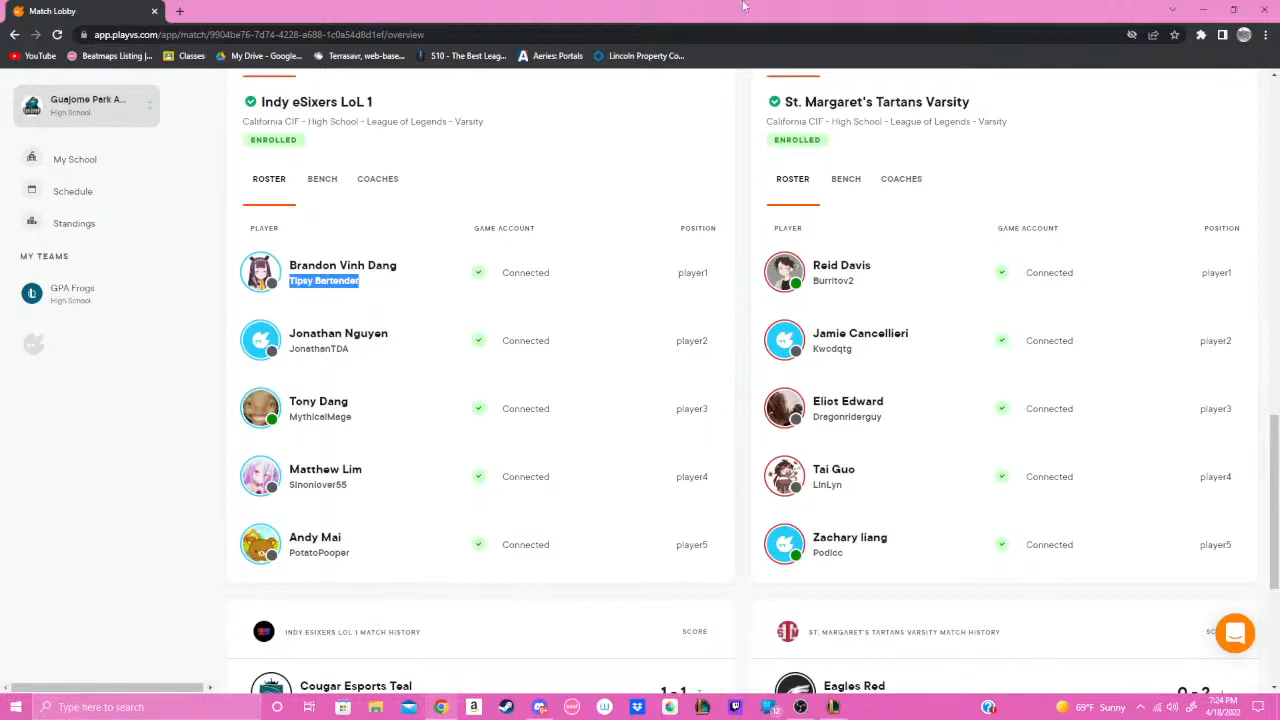 Match Lobby
app.playvs.com/app/match/9904be76-7d74-4228-a688-1c0a54d8d1ef/overview
YouTube
Beatmaps Listing |...
Classes
My Drive - Google...
Terrasavr, web-base...
S10 - The Best Leag...
Aeries: Portals
Lincoln Property Co...
Guajome Park A...
High School
My School
Schedule
Standings
MY TEAMS
GPA Frogs
High School
Indy eSixers LoL 1
California CIF - High School - League of Legends - Varsity
ENROLLED
ROSTER BENCH COACHES
PLAYER GAME ACCOUNT POSITION
Brandon Vinh Dang
Tipsy Bartender
Connected player1
Jonathan Nguyen
JonathanTDA
Connected player2
Tony Dang
MythicalMage
Connected player3
Matthew Lim
Sinonlover55
Connected player4
Andy Mai
PotatoPooper
Connected player5
INDY ESIXERS LOL 1 MATCH HISTORY SCORE
Cougar Esports Teal
1 - 1
St. Margaret's Tartans Varsity
California CIF - High School - League of Legends - Varsity
ENROLLED
ROSTER BENCH COACHES
PLAYER GAME ACCOUNT POSITION
Reid Davis
Burritov2
Connected player1
Jamie Cancellieri
Kwcdqtg
Connected player2
Eliot Edward
Dragonriderguy
Connected player3
Tai Guo
LinLyn
Connected player4
Zachary liang
Podicc
Connected player5
ST. MARGARET'S TARTANS VARSITY MATCH HISTORY SC
Eagles Red
0 - 2
Type here to search
12
69°F Sunny
7:24 PM
4/18/2022